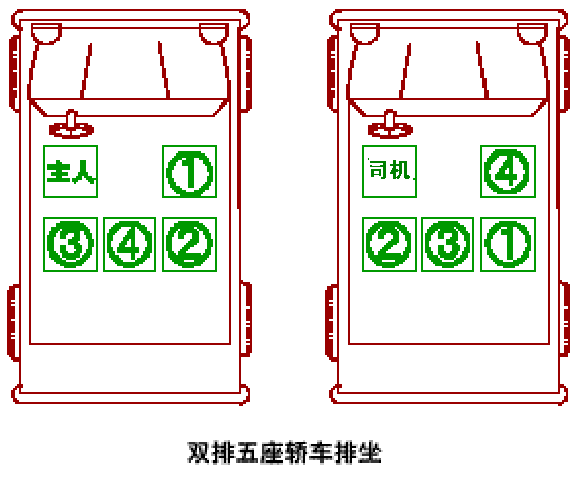 主人 ①
③ ④ ②
司机 ④
② ③ ①
双排五座轿车排坐